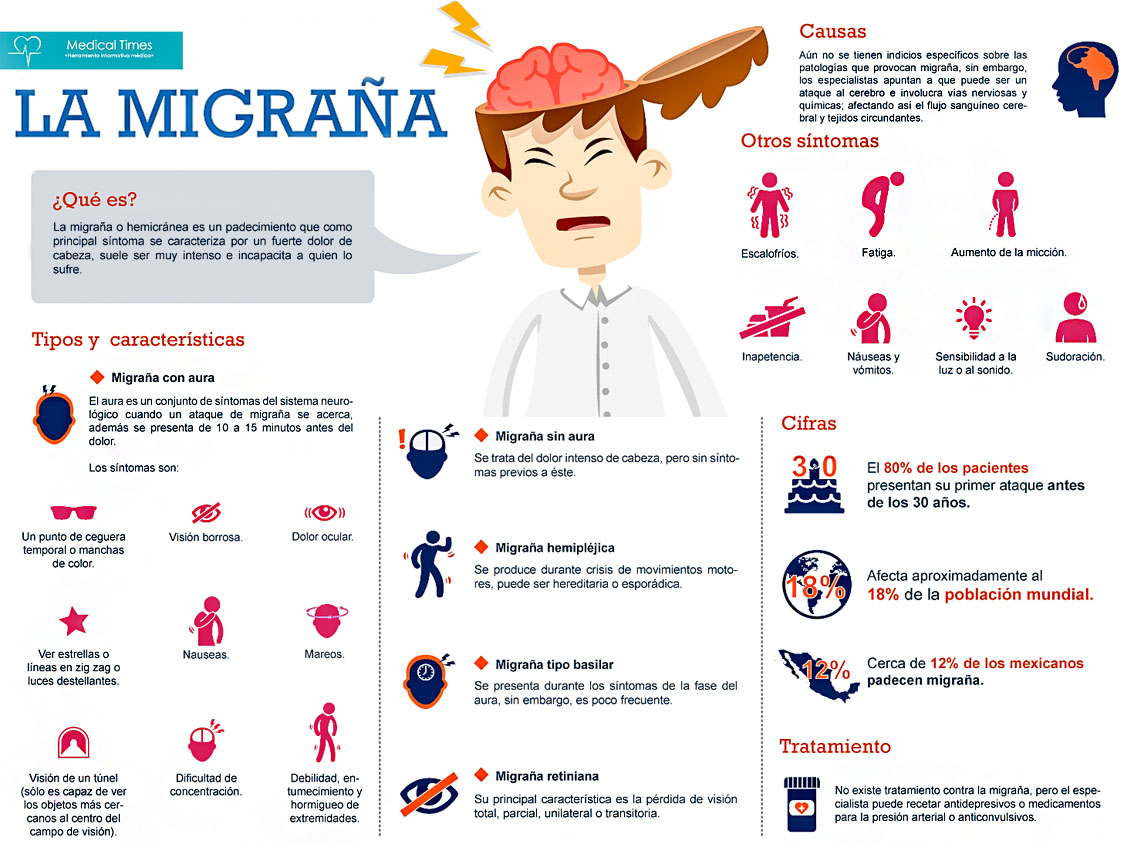 Medical Times
•Herramienta informativa médica•
LA MIGRAÑA
¿Qué es?
La migraña o hemicránea es un padecimiento que como
principal síntoma se caracteriza por un fuerte dolor de
cabeza, suele ser muy intenso e incapacita a quien lo
sufre.
Causas
Aún no se tienen indicios específicos sobre las
patologías que provocan migraña, sin embargo,
los especialistas apuntan a que puede ser un
ataque al cerebro e involucra vías nerviosas y
químicas; afectando así el flujo sanguíneo cere-
bral y tejidos circundantes.
Otros síntomas
Escalofríos.
Fatiga.
Aumento de la micción.
Inapetencia.
Náuseas y
vómitos.
Sensibilidad a la
luz o al sonido.
Sudoración.
Tipos y características
Migraña con aura
El aura es un conjunto de síntomas del sistema neuro-
lógico cuando un ataque de migraña se acerca,
además se presenta de 10 a 15 minutos antes del
dolor.
Los síntomas son:
Un punto de ceguera
temporal o manchas
de color.
Visión borrosa.
Dolor ocular.
Ver estrellas o
líneas en zig zag o
luces destellantes.
Nauseas.
Mareos.
Visión de un túnel
(sólo es capaz de ver
los objetos más cer-
canos al centro del
campo de visión).
Dificultad de
concentración.
Debilidad, en-
tumecimiento y
hormigueo de
extremidades.
!
Migraña sin aura
Se trata del dolor intenso de cabeza, pero sin sínto-
mas previos a éste.
Migraña hemipléjica
Se produce durante crisis de movimientos moto-
res, puede ser hereditaria o esporádica.
Migraña tipo basilar
Se presenta durante los síntomas de la fase del
aura, sin embargo, es poco frecuente.
Migraña retiniana
Su principal característica es la pérdida de visión
total, parcial, unilateral o transitoria.
Cifras
30
El 80% de los pacientes
presentan su primer ataque antes
de los 30 años.
18%
Afecta aproximadamente al
18% de la población mundial.
12%
Cerca de 12% de los mexicanos
padecen migraña.
Tratamiento
No existe tratamiento contra la migraña, pero el espe-
cialista puede recetar antidepresivos o medicamentos
para la presión arterial o anticonvulsivos.